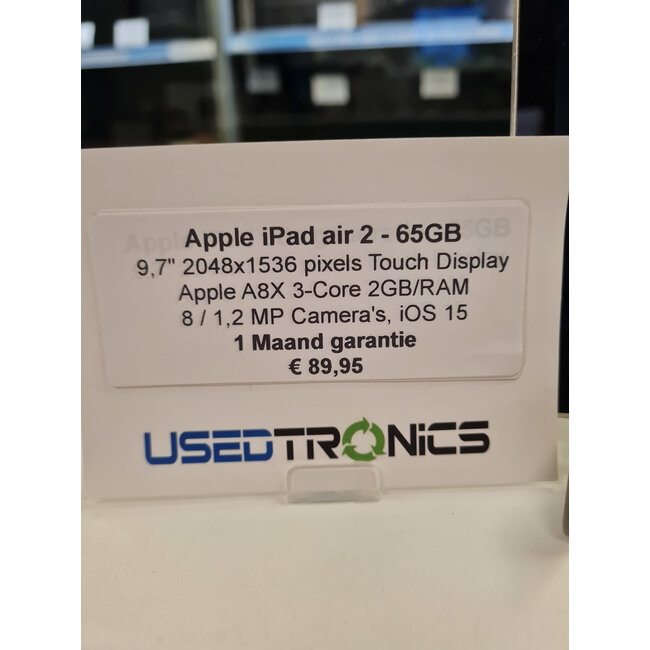 Apple iPad air 2 - 65GB
9,7" 2048x1536 pixels Touch Display
Apple A8X 3-Core 2GB/RAM
8 / 1,2 MP Camera's, iOS 15
1 Maand garantie
€ 89,95
USEDTRONiCS